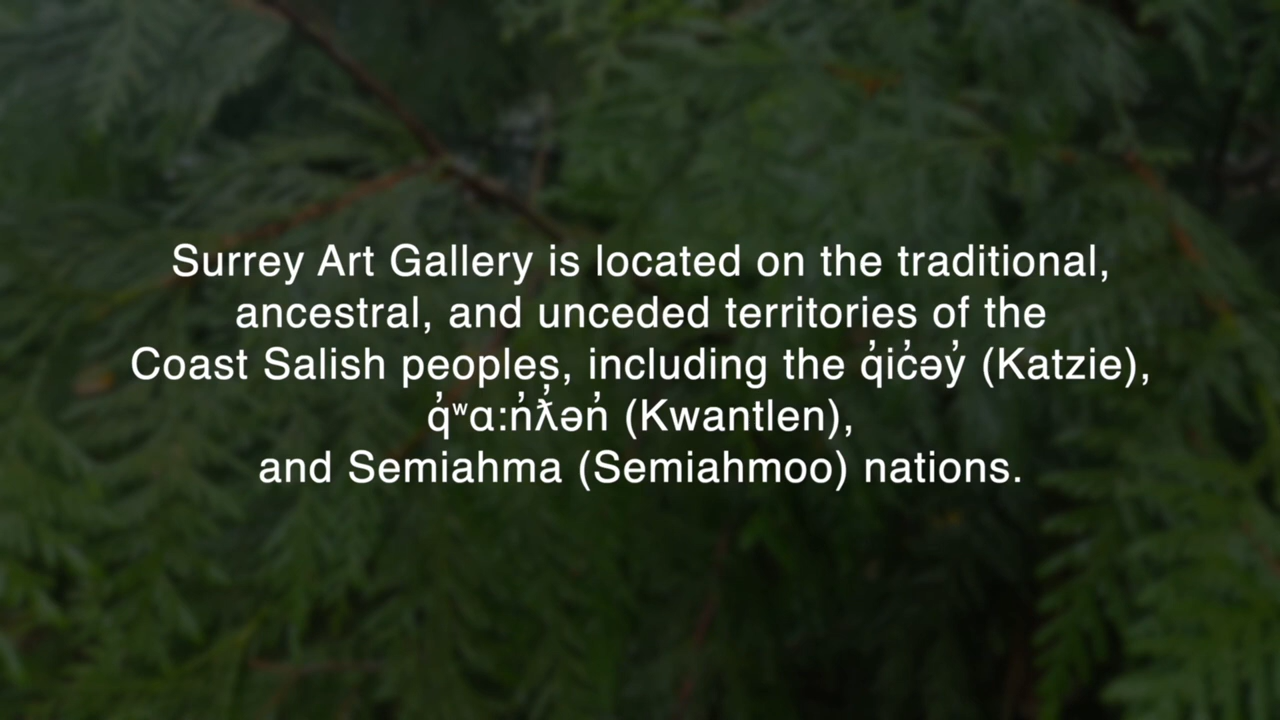 Surrey Art Gallery is located on the traditional,
ancestral, and unceded territories of the
Coast Salish peoples, including the q̓ic̓əy̓ (Katzie),
q̓ʷɑ:n̓ƛ̓ən̓ (Kwantlen),
and Semiahma (Semiahmoo) nations.